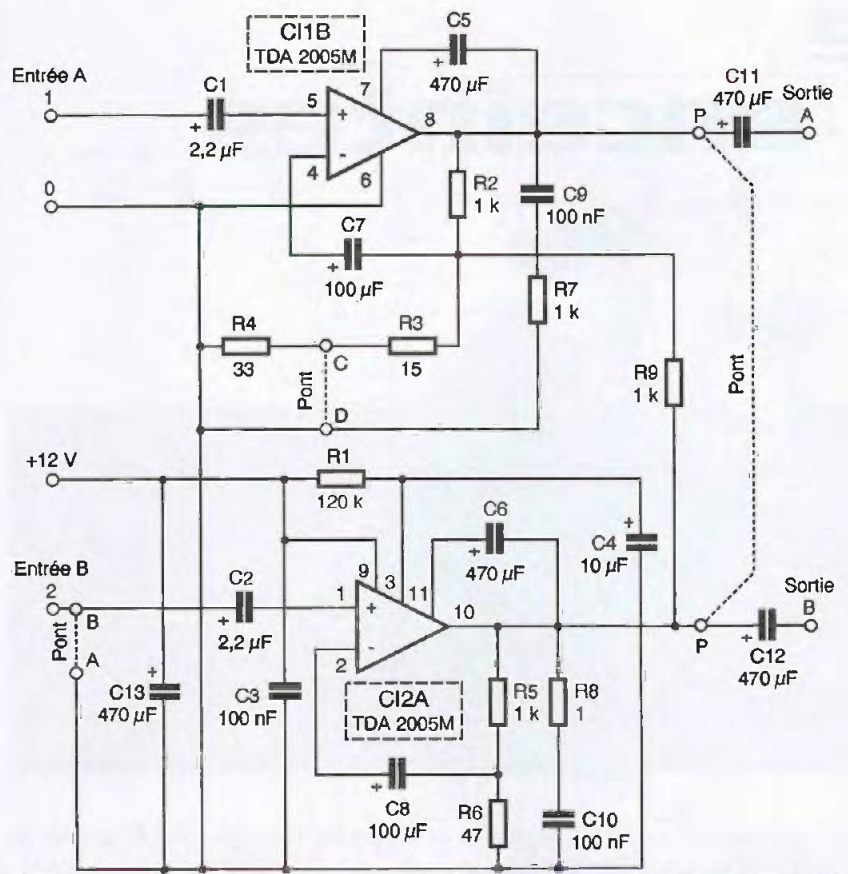 CI1B
TDA 2005M
C5
470 µF
Entrée A
1
C1
+
2,2 µF
5
+
7
+
8
-
4
6
C11
470 µF
Sortie
P
+
A
0
R2
1 k
C9
100 nF
C7
+
100 µF
R7
1 k
R4
33
C
R3
15
Pont
D
R9
1 k
Pont
+12 V
R1
120 k
C6
+
470 µF
+
C4
10 µF
Entrée B
2
B
Pont
A
C2
+
2,2 µF
9
3
11
1
+
10
-
2
Sortie
P
+
B
C12
470 µF
+
C13
470 µF
C3
100 nF
CI2A
TDA 2005M
R5
1 k
R8
1
C8
+
100 µF
R6
47
C10
100 nF